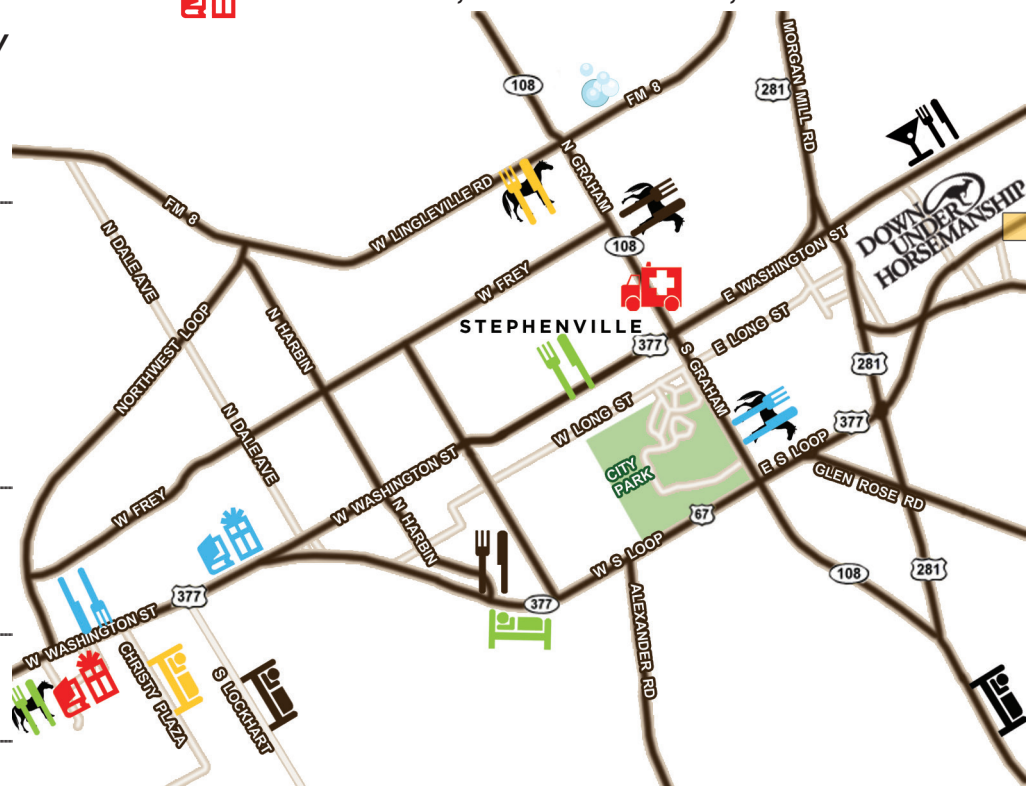 108
FM 8
MORGAN MILL RD
281
N GRAHAM
W LINGLEVILLE RD
FM 8
N DALE AVE
108
DOWN
UNDER
HORSEMANSHIP
E WASHINGTON ST
W FREY
NORTHWEST LOOP
N HARBIN
STEPHENVILLE
377
E LONG ST
S GRAHAM
281
N DALE AVE
W LONG ST
377
E S LOOP
W WASHINGTON ST
CITY
PARK
GLEN ROSE RD
W FREY
N HARBIN
67
W S LOOP
108
281
377
377
ALEXANDER RD
W WASHINGTON ST
CHRISTY PLAZA
S LOCKHART